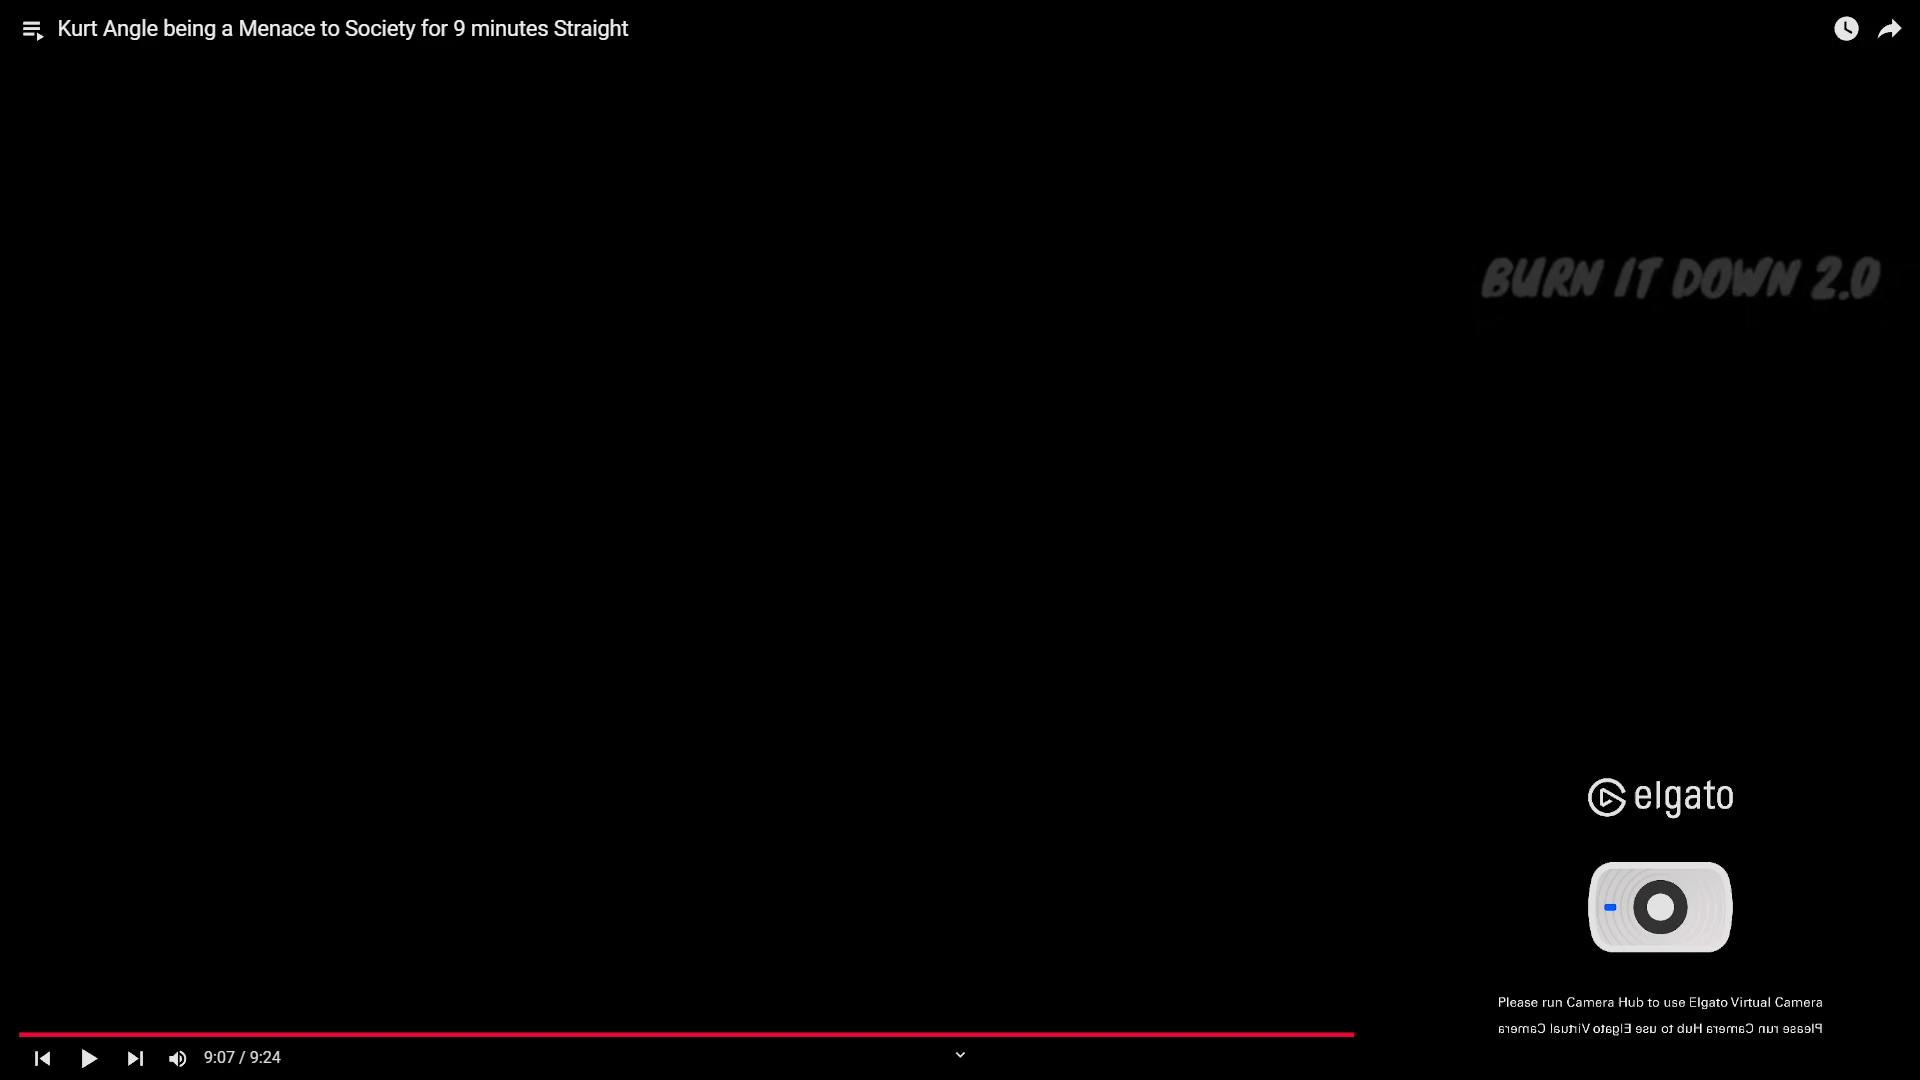 Kurt Angle being a Menace to Society for 9 minutes Straight
BURN IT DOWN 2.0
elgato
Please run Camera Hub to use Elgato Virtual Camera
Please run Camera Hub to use Elgato Virtual Camera
9:07 / 9:24